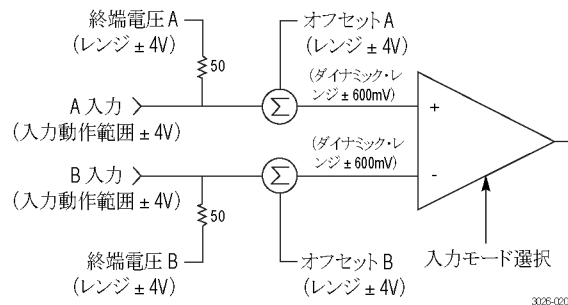 終端電圧 A
(レンジ ± 4V)
オフセット A
(レンジ ± 4V)
50
(ダイナミック・レ
ンジ ± 600mV)
A 入力
(入力動作範囲 ± 4V)
Σ
+
(ダイナミック・レ
ンジ ± 600mV)
B 入力
(入力動作範囲 ± 4V)
Σ
-
50
終端電圧 B
(レンジ ± 4V)
オフセット B
(レンジ ± 4V)
入力モード選択
3026-020